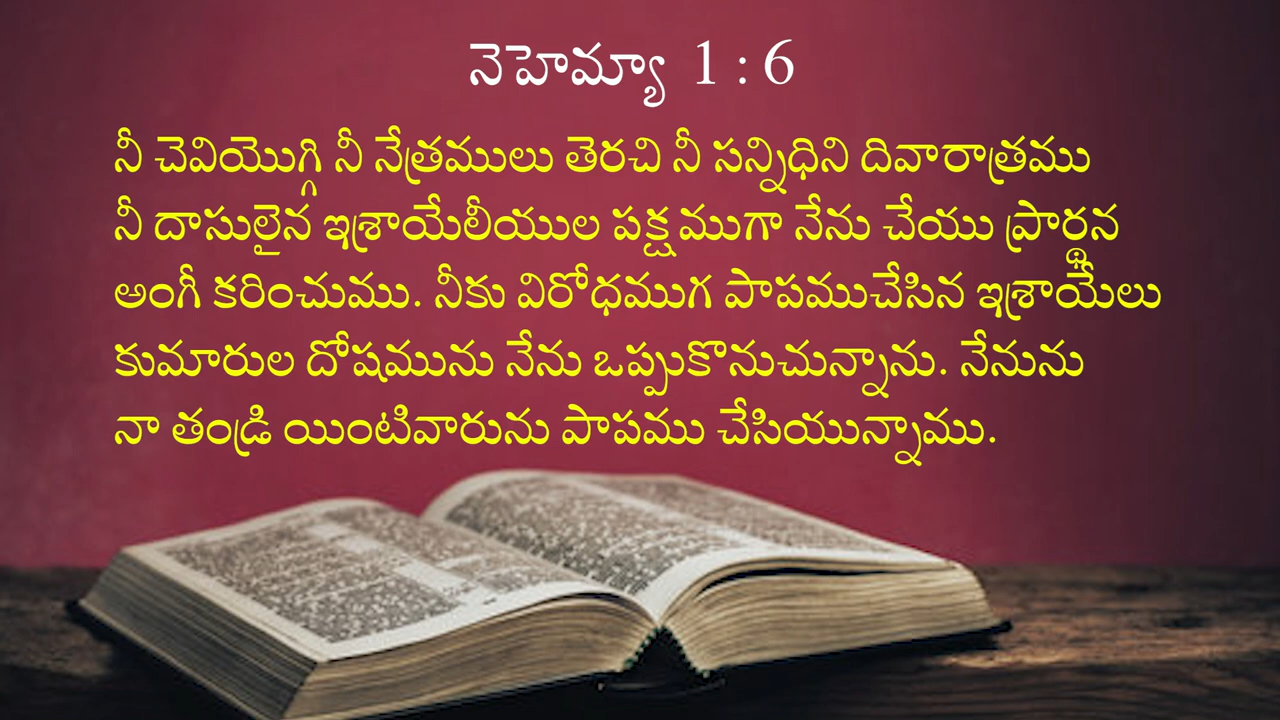 నెహెమ్యా 1 : 6
నీ చెవియొగ్గి నీ నేత్రములు తెరచి నీ సన్నిధిని దివారాత్రము
నీ దాసులైన ఇశ్రాయేలీయుల పక్షముగా నేను చేయు ప్రార్థన
అంగీ కరించుము. నీకు విరోధముగ పాపముచేసిన ఇశ్రాయేలు
కుమారుల దోషమును నేను ఒప్పుకొనుచున్నాను. నేనును
నా తండ్రి యింటివారును పాపము చేసియున్నాము.